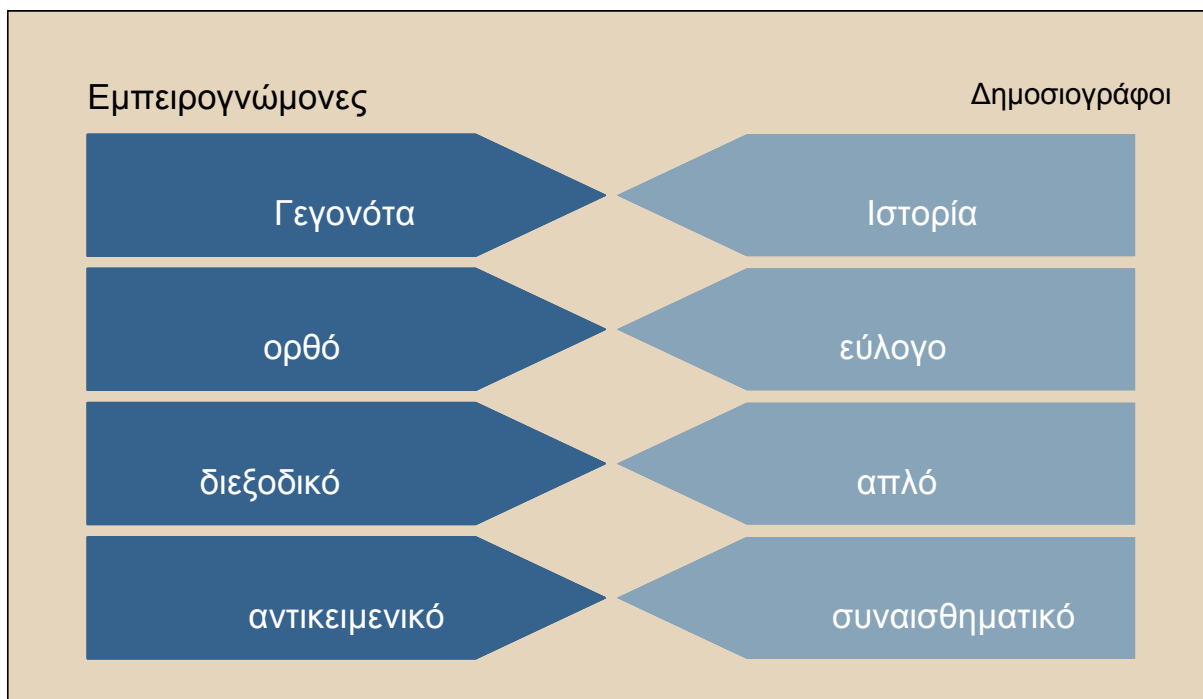 Εμπειρογνώμονες
Δημοσιογράφοι
Γεγονότα
Ιστορία
ορθό
εύλογο
διεξοδικό
απλό
αντικειμενικό
συναισθηματικό